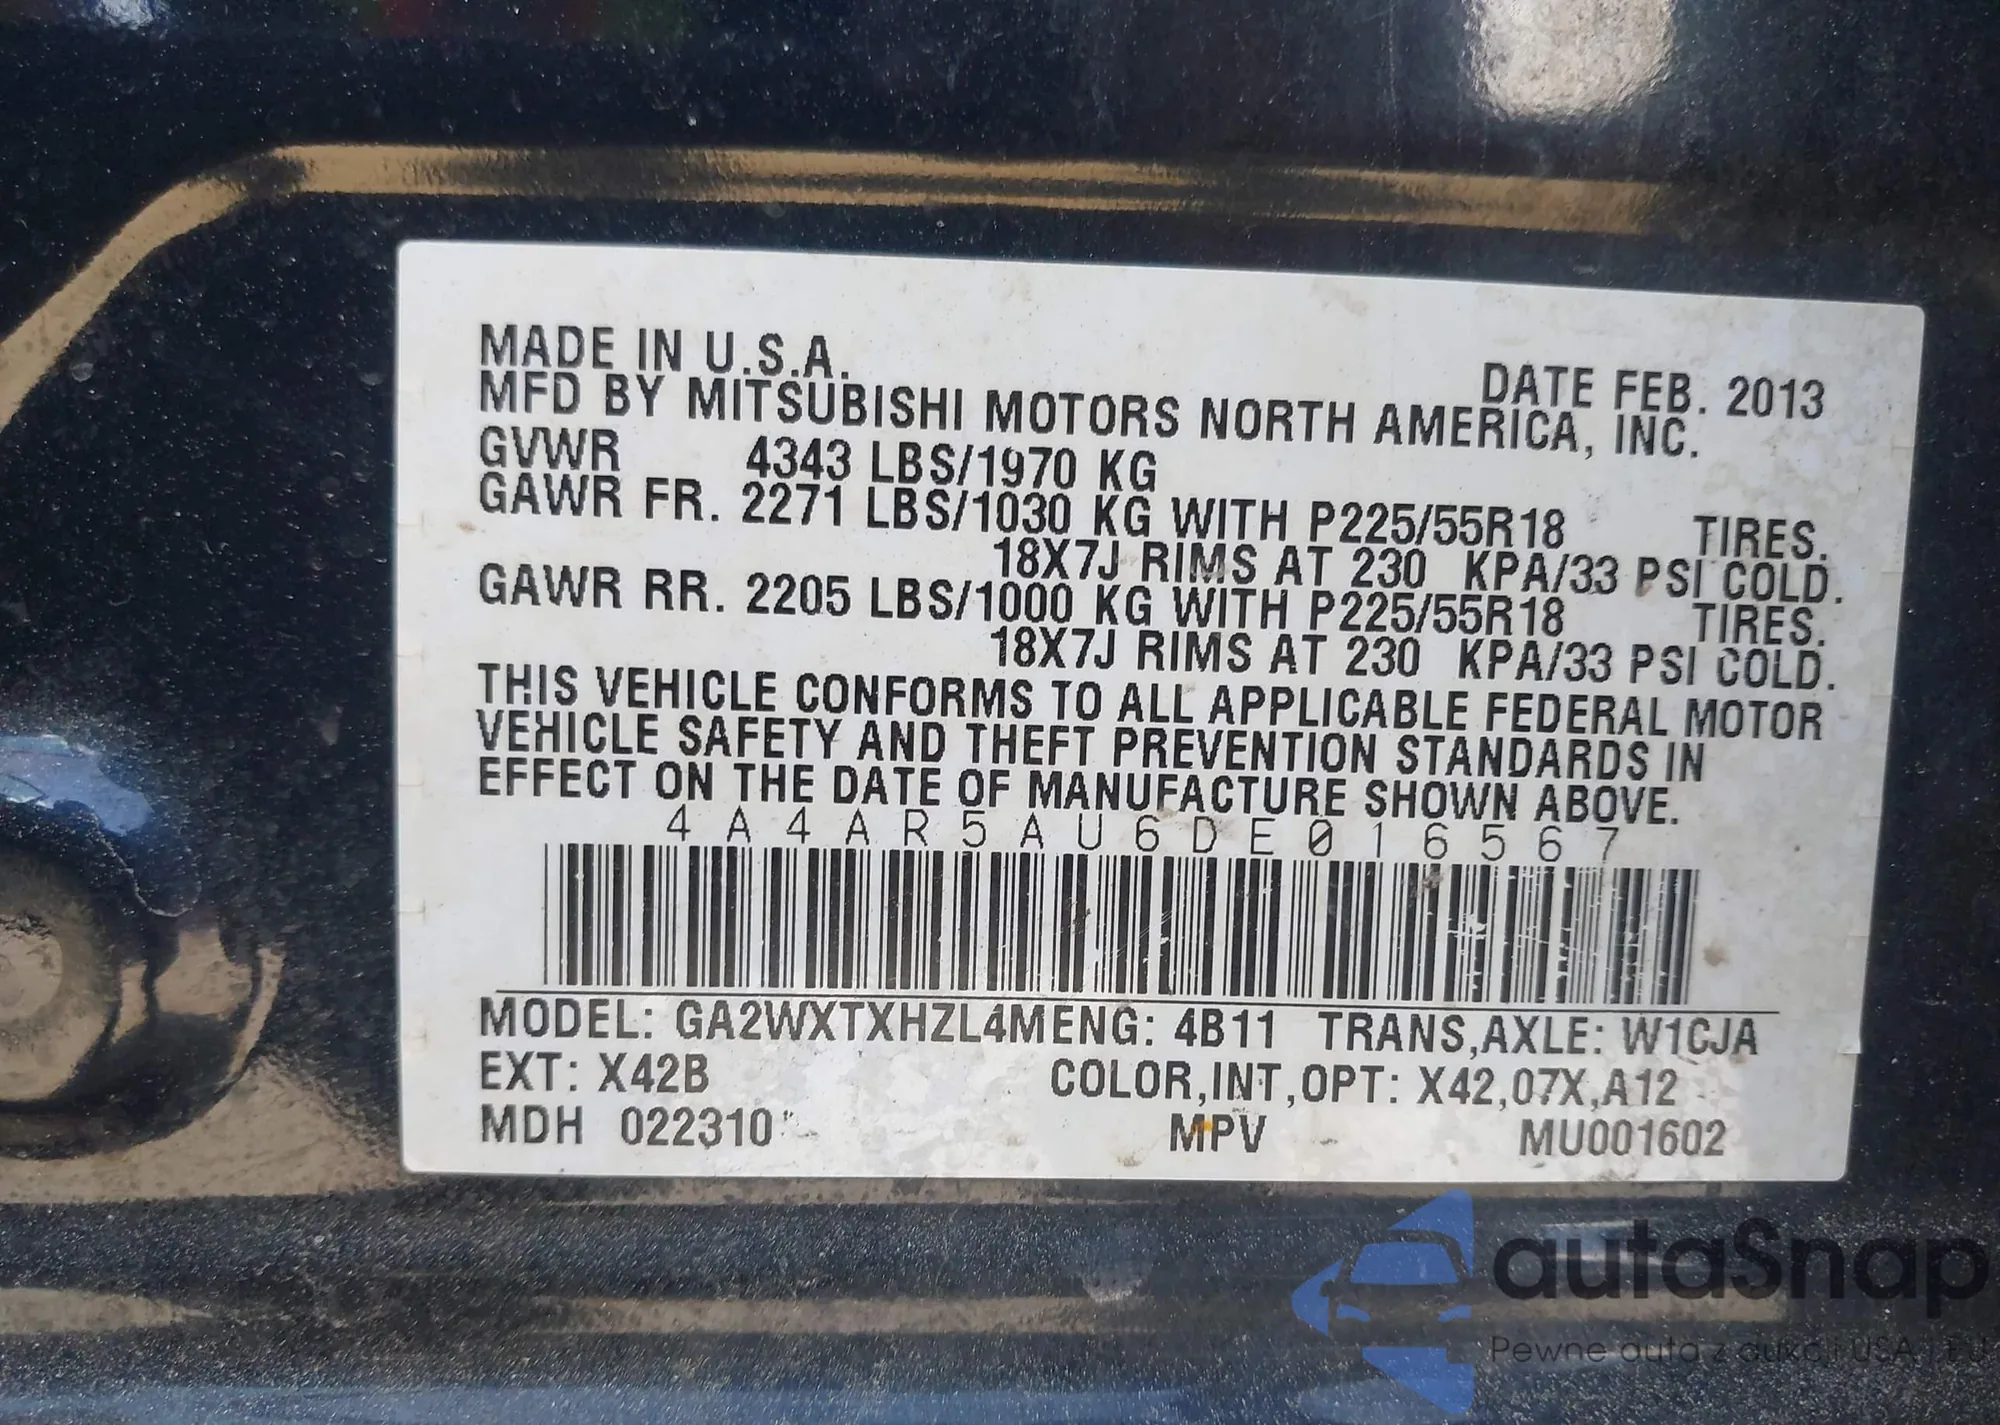 MADE IN U.S.A.
DATE FEB. 2013
MFD BY MITSUBISHI MOTORS NORTH AMERICA, INC.
GVWR 4343 LBS/1970 KG
GAWR FR. 2271 LBS/1030 KG WITH P225/55R18 TIRES.
18X7J RIMS AT 230 KPA/33 PSI COLD.
GAWR RR. 2205 LBS/1000 KG WITH P225/55R18 TIRES.
18X7J RIMS AT 230 KPA/33 PSI COLD.
THIS VEHICLE CONFORMS TO ALL APPLICABLE FEDERAL MOTOR
VEHICLE SAFETY AND THEFT PREVENTION STANDARDS IN
EFFECT ON THE DATE OF MANUFACTURE SHOWN ABOVE.
4A4AR5AU6DE016567
MODEL: GA2WXTXHZL4MENG: 4B11 TRANS,AXLE: W1CJA
EXT: X42B COLOR,INT,OPT: X42,07X,A12
MDH 022310 MPV MU001602
autaSnap
Pewne auta z aukcji USA i EU